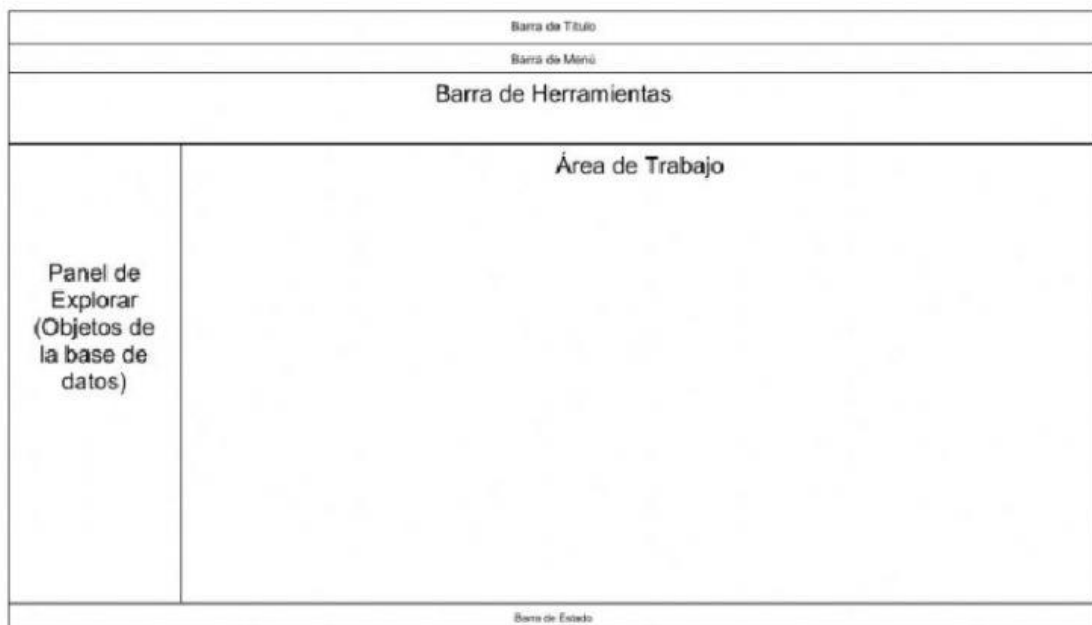 Barra de Título
Barra de Menú
Barra de Herramientas
Área de Trabajo
Panel de
Explorar
(Objetos de
la base de
datos)
Barra de Estado